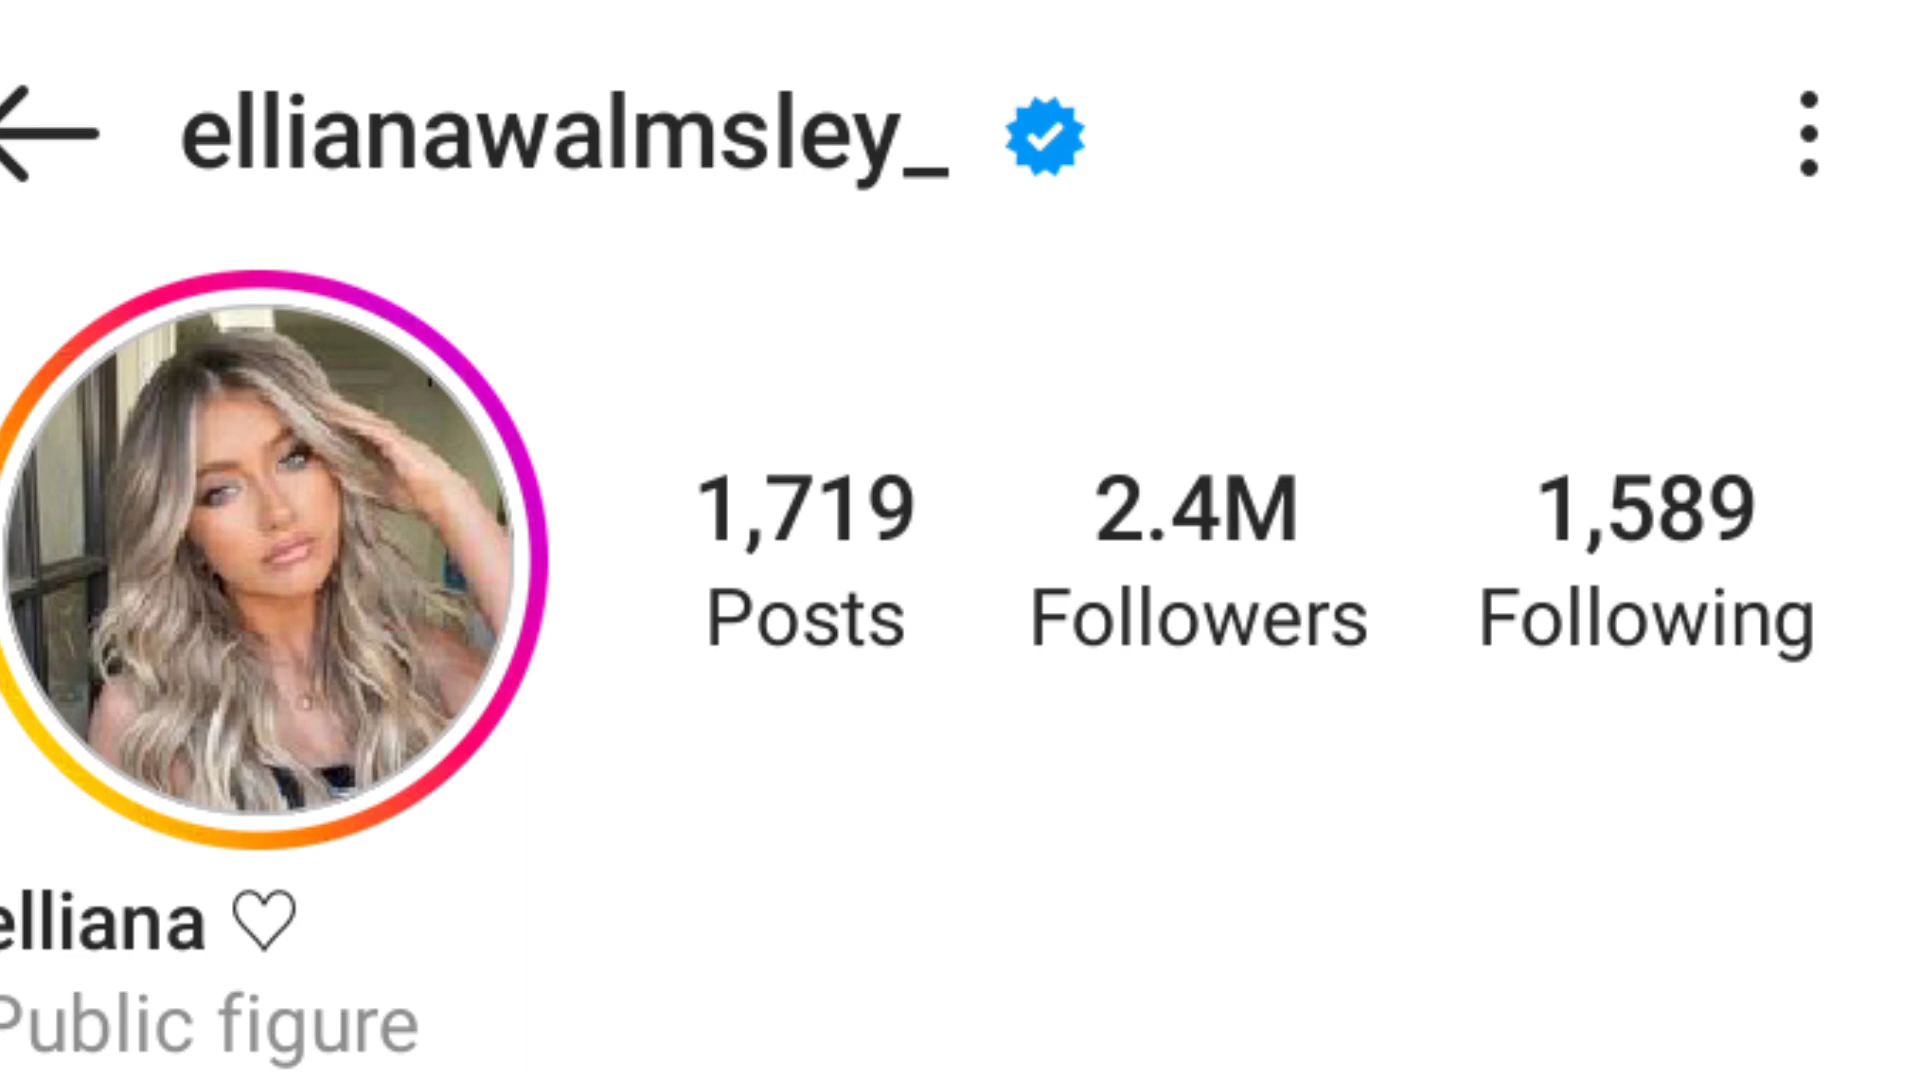 ellianawalmsley_
1,719 2.4M 1,589
Posts Followers Following
elliana ♡
Public figure